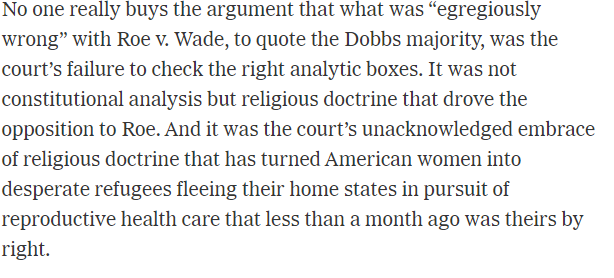 No one really buys the argument that what was “egregiously
wrong” with Roe v. Wade, to quote the Dobbs majority, was the
court’s failure to check the right analytic boxes. It was not
constitutional analysis but religious doctrine that drove the
opposition to Roe. And it was the court’s unacknowledged embrace
of religious doctrine that has turned American women into
desperate refugees fleeing their home states in pursuit of
reproductive health care that less than a month ago was theirs by
right.